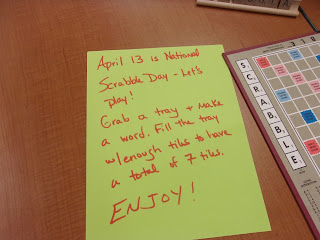 April 13 is National
Scrabble Day - Let's
play!
Grab a tray + make
a word. Fill the tray
w/enough tiles to have
a total of 7 tiles.
ENJOY!
SCRABBLE